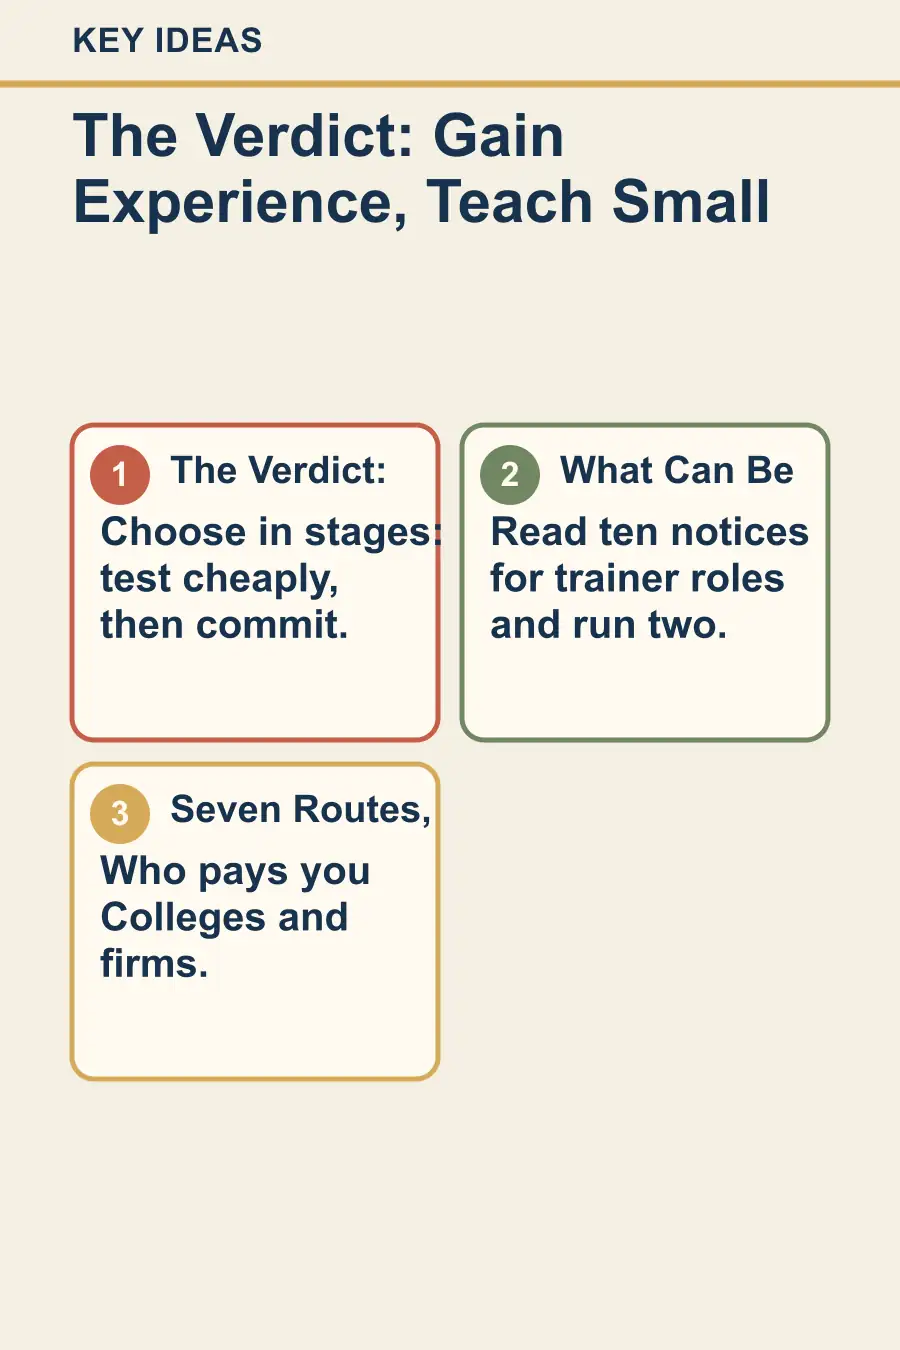 KEY IDEAS
The Verdict: Gain
Experience, Teach Small
1 The Verdict:
Choose in stages:
test cheaply,
then commit.
2 What Can Be
Read ten notices
for trainer roles
and run two.
3 Seven Routes,
Who pays you
Colleges and
firms.